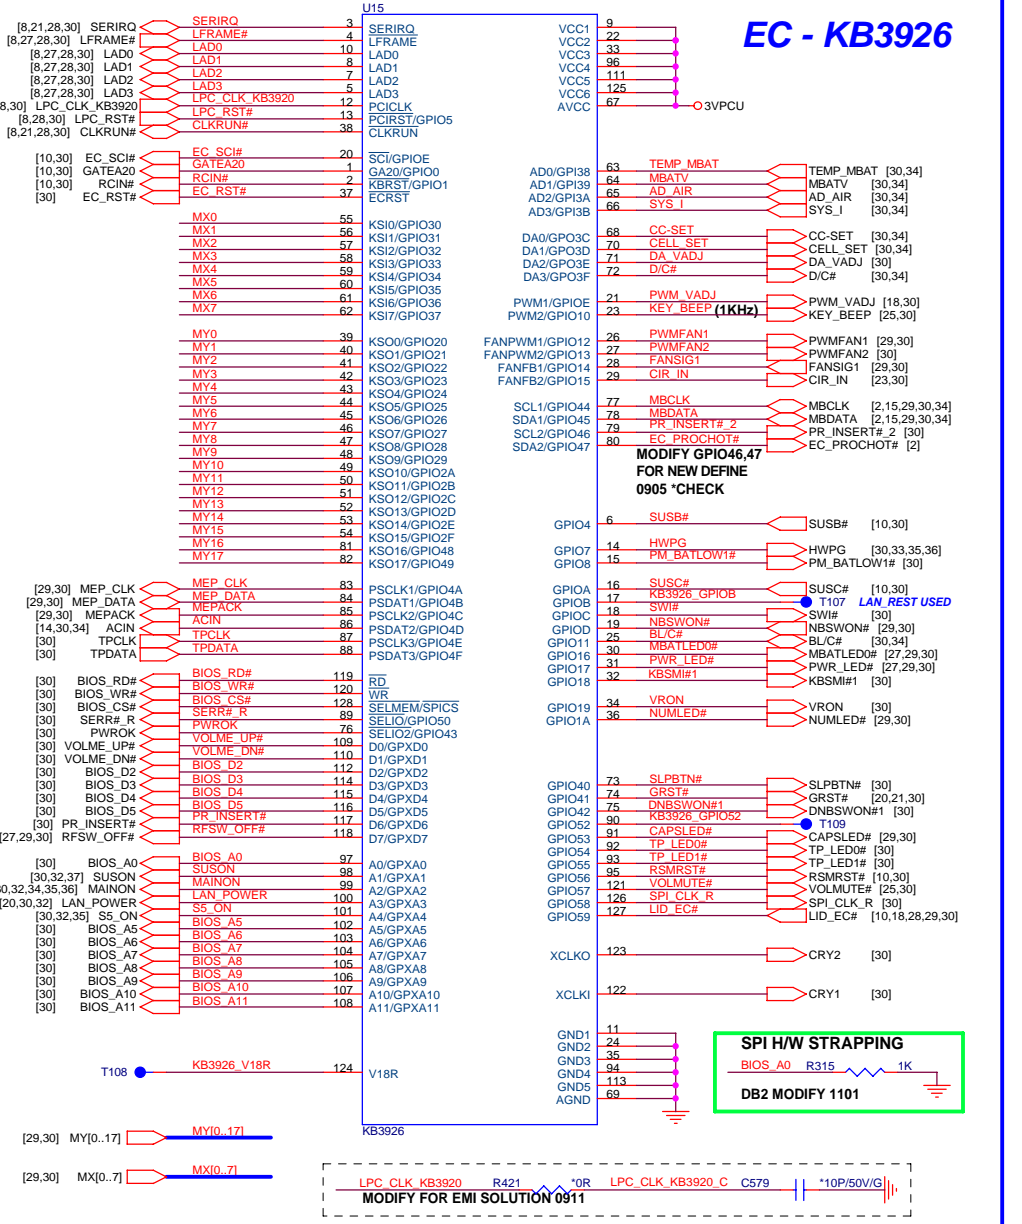 U15
EC - KB3926
[8,21,28,30] SERIRQ SERIRQ 3 SERIRQ VCC1 9
[8,27,28,30] LFRAME# LFRAME# 4 LFRAME VCC2 22
[8,27,28,30] LAD0 LAD0 10 LAD0 VCC3 33
[8,27,28,30] LAD1 LAD1 8 LAD1 VCC4 96
[8,27,28,30] LAD2 LAD2 7 LAD2 VCC5 111
[8,27,28,30] LAD3 LAD3 5 LAD3 VCC6 125
8,30] LPC_CLK_KB3920 LPC_CLK_KB3920 12 PCICLK AVCC 67 3VPCU
[8,28,30] LPC_RST# LPC_RST# 13 PCIRST/GPIO5
[8,21,28,30] CLKRUN# CLKRUN# 38 CLKRUN
[10,30] EC_SCI# EC_SCI# 20 SCI/GPIOE AD0/GPI38 63 TEMP_MBAT TEMP_MBAT [30,34]
[10,30] GATEA20 GATEA20 1 GA20/GPIO0 AD1/GPI39 64 MBATV MBATV [30,34]
[10,30] RCIN# RCIN# 2 KBRST/GPIO1 AD2/GPI3A 65 AD_AIR AD_AIR [30,34]
[30] EC_RST# EC_RST# 37 ECRST AD3/GPI3B 66 SYS_I SYS_I [30,34]
MX0 55 KSI0/GPIO30 DA0/GPO3C 68 CC-SET CC-SET [30,34]
MX1 56 KSI1/GPIO31 DA1/GPO3D 70 CELL_SET CELL_SET [30,34]
MX2 57 KSI2/GPIO32 DA2/GPO3E 71 DA_VADJ DA_VADJ [30]
MX3 58 KSI3/GPIO33 DA3/GPO3F 72 D/C# D/C# [30,34]
MX4 59 KSI4/GPIO34
MX5 60 KSI5/GPIO35
MX6 61 KSI6/GPIO36 PWM1/GPIOE 21 PWM_VADJ PWM_VADJ [18,30]
MX7 62 KSI7/GPIO37 PWM2/GPIO10 23 KEY_BEEP (1KHz) KEY_BEEP [25,30]
MY0 39 KSO0/GPIO20 FANPWM1/GPIO12 26 PWMFAN1 PWMFAN1 [29,30]
MY1 40 KSO1/GPIO21 FANPWM2/GPIO13 27 PWMFAN2 PWMFAN2 [30]
MY2 41 KSO2/GPIO22 FANFB1/GPIO14 28 FANSIG1 FANSIG1 [29,30]
MY3 42 KSO3/GPIO23 FANFB2/GPIO15 29 CIR_IN CIR_IN [23,30]
MY4 43 KSO4/GPIO24
MY5 44 KSO5/GPIO25 SCL1/GPIO44 77 MBCLK MBCLK [2,15,29,30,34]
MY6 45 KSO6/GPIO26 SDA1/GPIO45 78 MBDATA MBDATA [2,15,29,30,34]
MY7 46 KSO7/GPIO27 SCL2/GPIO46 79 PR_INSERT#_2 PR_INSERT#_2 [30]
MY8 47 KSO8/GPIO28 SDA2/GPIO47 80 EC_PROCHOT# EC_PROCHOT# [2]
MY9 48 KSO9/GPIO29 MODIFY GPIO46,47
MY10 49 KSO10/GPIO2A FOR NEW DEFINE
MY11 50 KSO11/GPIO2B 0905 *CHECK
MY12 51 KSO12/GPIO2C
MY13 52 KSO13/GPIO2D
MY14 53 KSO14/GPIO2E GPIO4 6 SUSB# SUSB# [10,30]
MY15 54 KSO15/GPIO2F
MY16 81 KSO16/GPIO48 GPIO7 14 HWPG HWPG [30,33,35,36]
MY17 82 KSO17/GPIO49 GPIO8 15 PM_BATLOW1# PM_BATLOW1# [30]
[29,30] MEP_CLK MEP_CLK 83 PSCLK1/GPIO4A GPIOA 16 SUSC# SUSC# [10,30]
[29,30] MEP_DATA MEP_DATA 84 PSDAT1/GPIO4B GPIOB 17 KB3926_GPIOB T107 LAN_REST USED
[29,30] MEPACK MEPACK 85 PSCLK2/GPIO4C GPIOC 18 SWI# SWI# [30]
[14,30,34] ACIN ACIN 86 PSDAT2/GPIO4D GPIOD 19 NBSWON# NBSWON# [29,30]
[30] TPCLK TPCLK 87 PSCLK3/GPIO4E GPIO11 25 BL/C# BL/C# [30,34]
[30] TPDATA TPDATA 88 PSDAT3/GPIO4F GPIO16 30 MBATLED0# MBATLED0# [27,29,30]
GPIO17 31 PWR_LED# PWR_LED# [27,29,30]
[30] BIOS_RD# BIOS_RD# 119 RD GPIO18 32 KBSMI#1 KBSMI#1 [30]
[30] BIOS_WR# BIOS_WR# 120 WR
[30] BIOS_CS# BIOS_CS# 128 SELMEM/SPICS GPIO19 34 VRON VRON [30]
[30] SERR#_R SERR#_R 89 SELIO/GPIO50 GPIO1A 36 NUMLED# NUMLED# [29,30]
[30] PWROK PWROK 76 SELIO2/GPIO43
[30] VOLME_UP# VOLME_UP# 109 D0/GPXD0
[30] VOLME_DN# VOLME_DN# 110 D1/GPXD1
[30] BIOS_D2 BIOS_D2 112 D2/GPXD2
[30] BIOS_D3 BIOS_D3 114 D3/GPXD3 GPIO40 73 SLPBTN# SLPBTN# [30]
[30] BIOS_D4 BIOS_D4 115 D4/GPXD4 GPIO41 74 GRST# GRST# [20,21,30]
[30] BIOS_D5 BIOS_D5 116 D5/GPXD5 GPIO42 75 DNBSWON#1 DNBSWON#1 [30]
[30] PR_INSERT# PR_INSERT# 117 D6/GPXD6 GPIO52 90 KB3926_GPIO52 T109
[27,29,30] RFSW_OFF# RFSW_OFF# 118 D7/GPXD7 GPIO53 91 CAPSLED# CAPSLED# [29,30]
GPIO54 92 TP_LED0# TP_LED0# [30]
[30] BIOS_A0 BIOS_A0 97 A0/GPXA0 GPIO55 93 TP_LED1# TP_LED1# [30]
[30,32,37] SUSON SUSON 98 A1/GPXA1 GPIO56 95 RSMRST# RSMRST# [10,30]
30,32,34,35,36] MAINON MAINON 99 A2/GPXA2 GPIO57 121 VOLMUTE# VOLMUTE# [25,30]
[20,30,32] LAN_POWER LAN_POWER 100 A3/GPXA3 GPIO58 126 SPI_CLK_R SPI_CLK_R [30]
[30,32,35] S5_ON S5_ON 101 A4/GPXA4 GPIO59 127 LID_EC# LID_EC# [10,18,28,29,30]
[30] BIOS_A5 BIOS_A5 102 A5/GPXA5
[30] BIOS_A6 BIOS_A6 103 A6/GPXA6
[30] BIOS_A7 BIOS_A7 104 A7/GPXA7 XCLKO 123 CRY2 [30]
[30] BIOS_A8 BIOS_A8 105 A8/GPXA8
[30] BIOS_A9 BIOS_A9 106 A9/GPXA9
[30] BIOS_A10 BIOS_A10 107 A10/GPXA10 XCLKI 122 CRY1 [30]
[30] BIOS_A11 BIOS_A11 108 A11/GPXA11
GND1 11
GND2 24
GND3 35
T108 KB3926_V18R 124 V18R GND4 94
GND5 113
AGND 69
SPI H/W STRAPPING
BIOS_A0 R315 1K
DB2 MODIFY 1101
KB3926
[29,30] MY[0..17] MY[0..17]
[29,30] MX[0..7] MX[0..7]
LPC_CLK_KB3920 R421 *0R LPC_CLK_KB3920_C C579 *10P/50V/G
MODIFY FOR EMI SOLUTION 0911